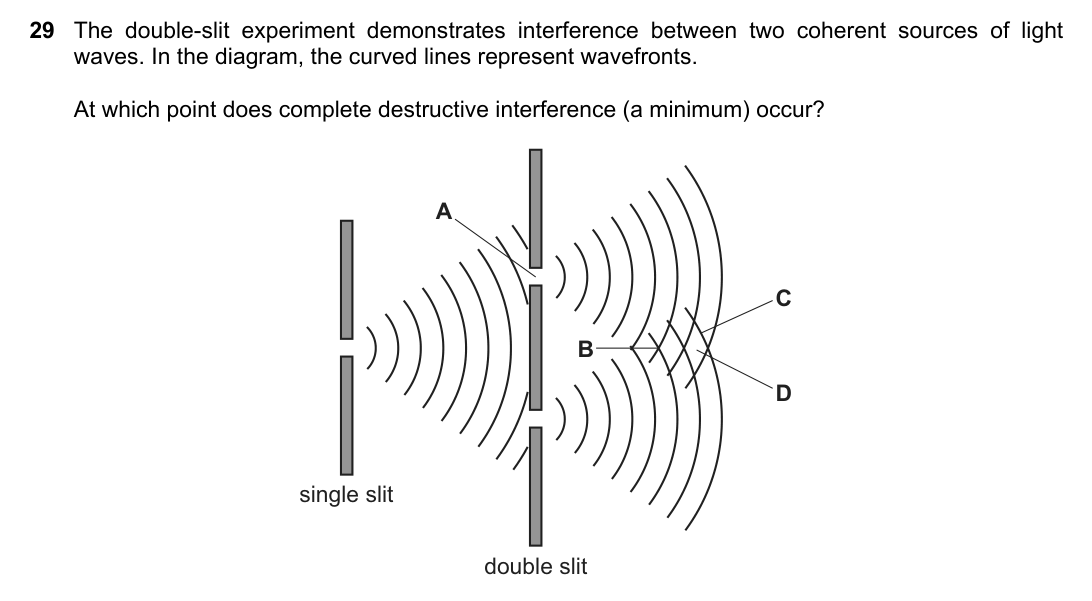 29 The double-slit experiment demonstrates interference between two coherent sources of light
waves. In the diagram, the curved lines represent wavefronts.
At which point does complete destructive interference (a minimum) occur?
A
C
B
D
single slit
double slit